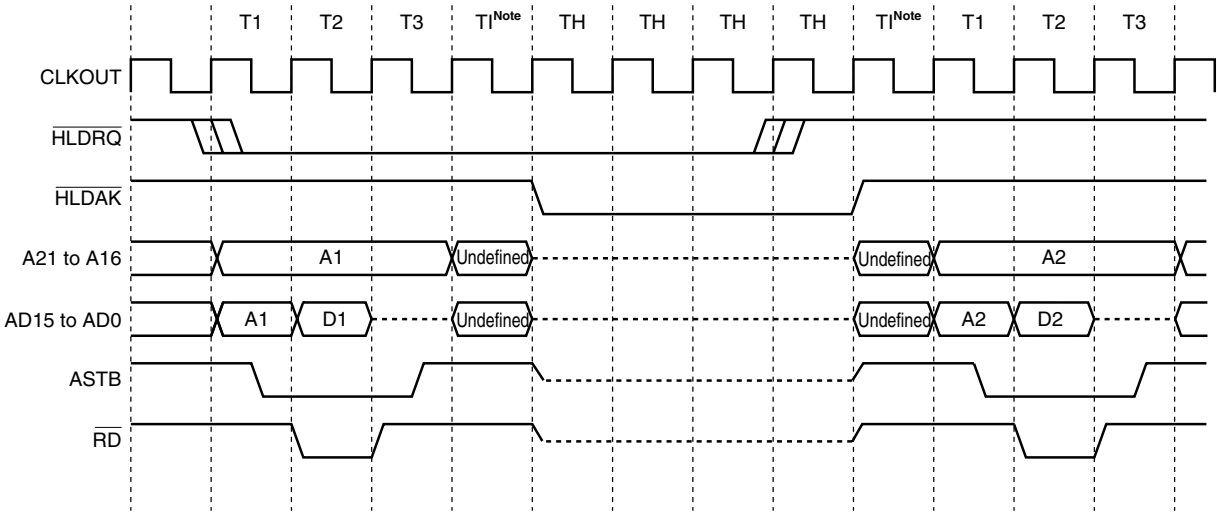 T1 T2 T3 TI^Note TH TH TH TH TI^Note T1 T2 T3
CLKOUT
HLDRQ
HLDAK
A21 to A16 A1 Undefined Undefined A2
AD15 to AD0 A1 D1 Undefined Undefined A2 D2
ASTB
RD